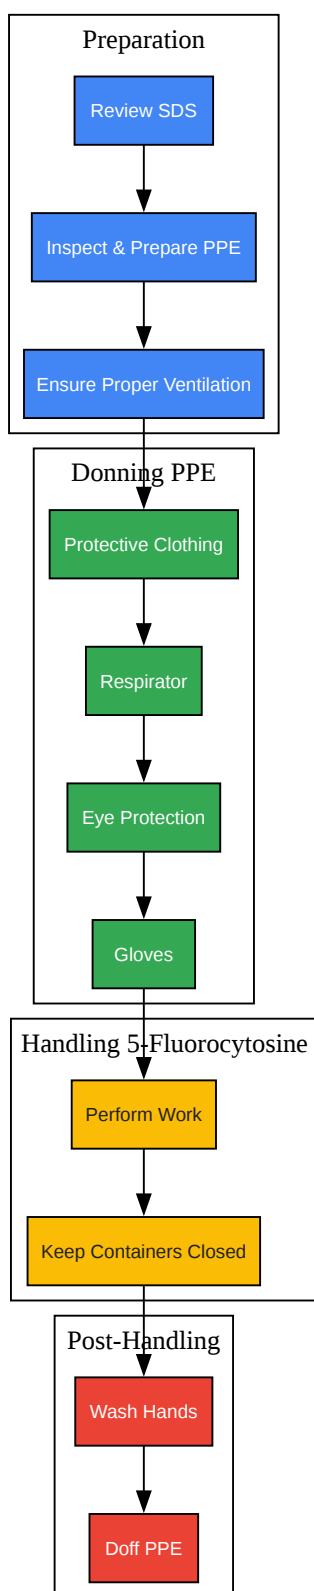 Preparation
Review SDS
Inspect & Prepare PPE
Ensure Proper Ventilation
Donning PPE
Protective Clothing
Respirator
Eye Protection
Gloves
Handling 5-Fluorocytosine
Perform Work
Keep Containers Closed
Post-Handling
Wash Hands
Doff PPE